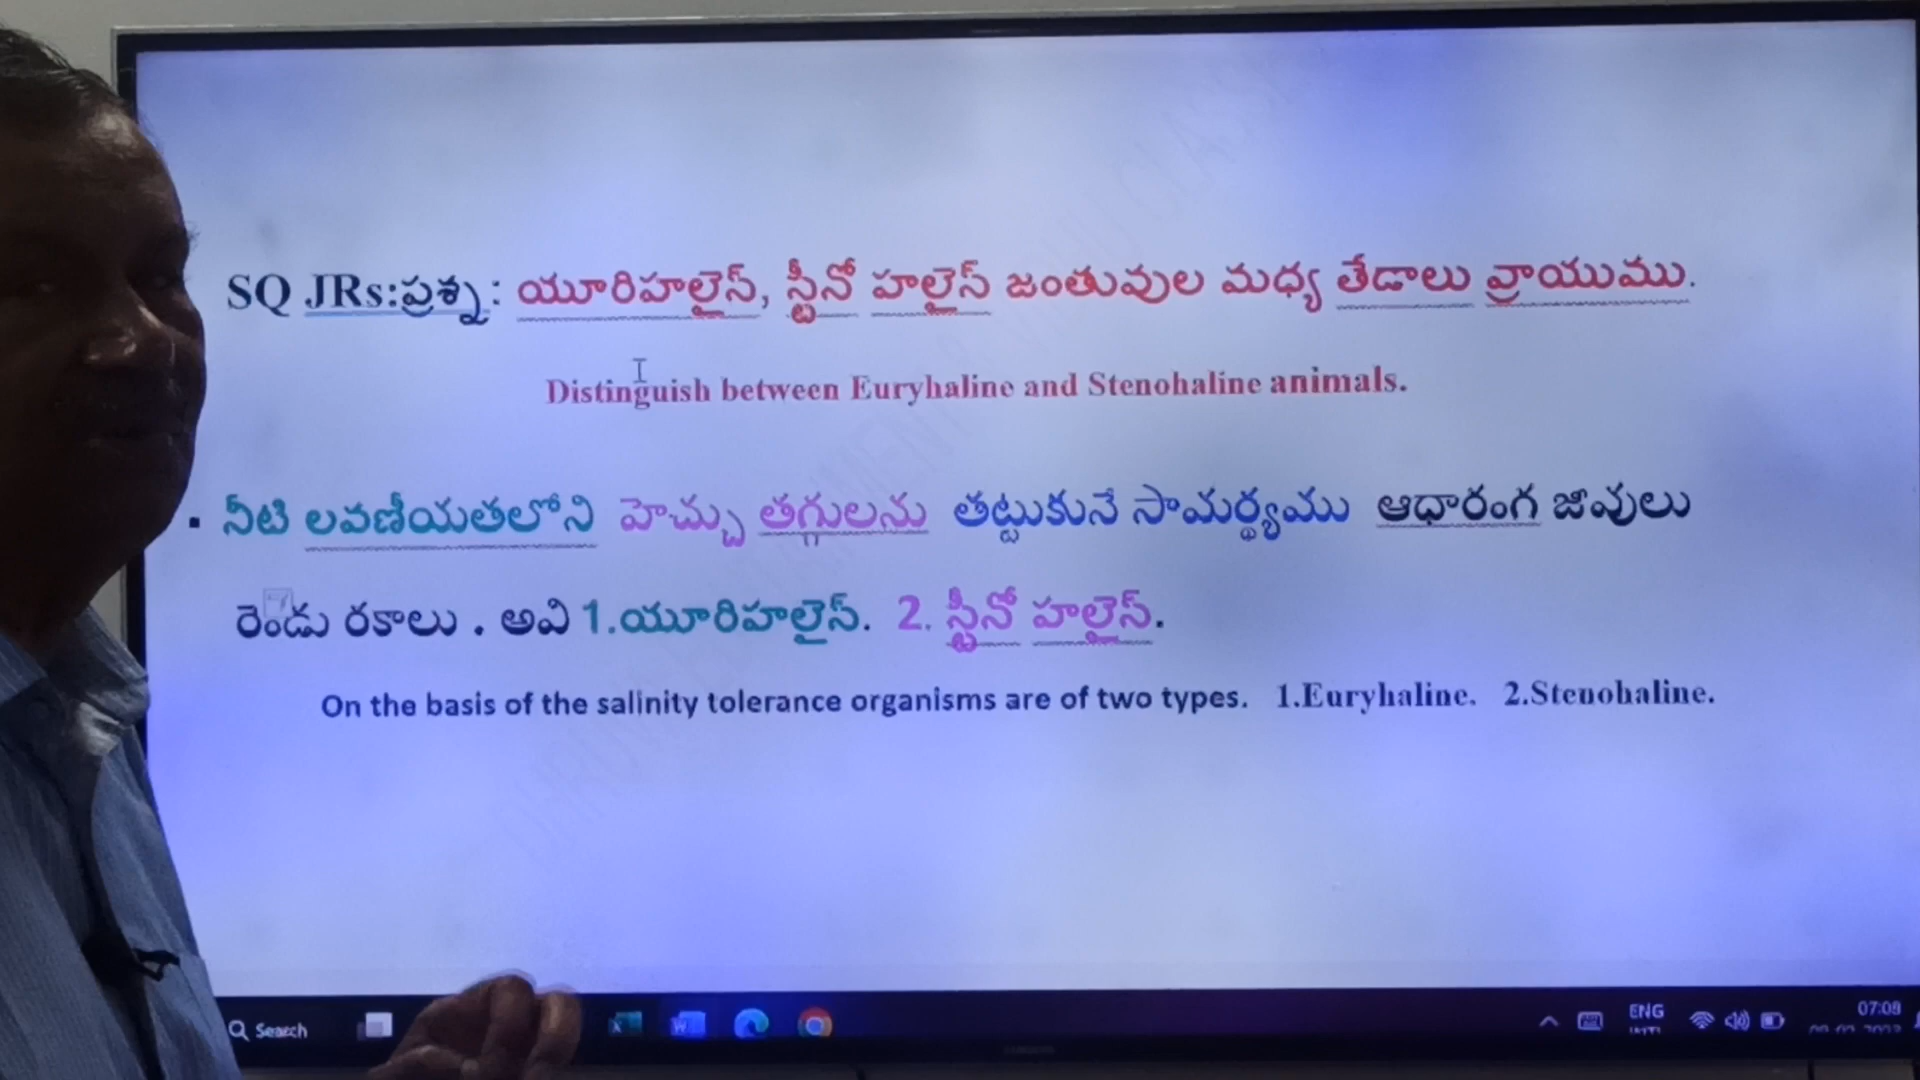 SQ JRs:ప్రశ్న: యూరిహలైన్, స్టీనో హలైన్ జంతువుల మధ్య తేడాలు వ్రాయుము.
Distinguish between Euryhaline and Stenohaline animals.
▪ నీటి లవణీయతలోని హెచ్చు తగ్గులను తట్టుకునే సామర్థ్యము ఆధారంగ జీవులు
రెండు రకాలు . అవి 1.యూరిహలైన్. 2. స్టీనో హలైన్.
On the basis of the salinity tolerance organisms are of two types. 1.Euryhaline. 2.Stenohaline.
Search
ENG
07:08